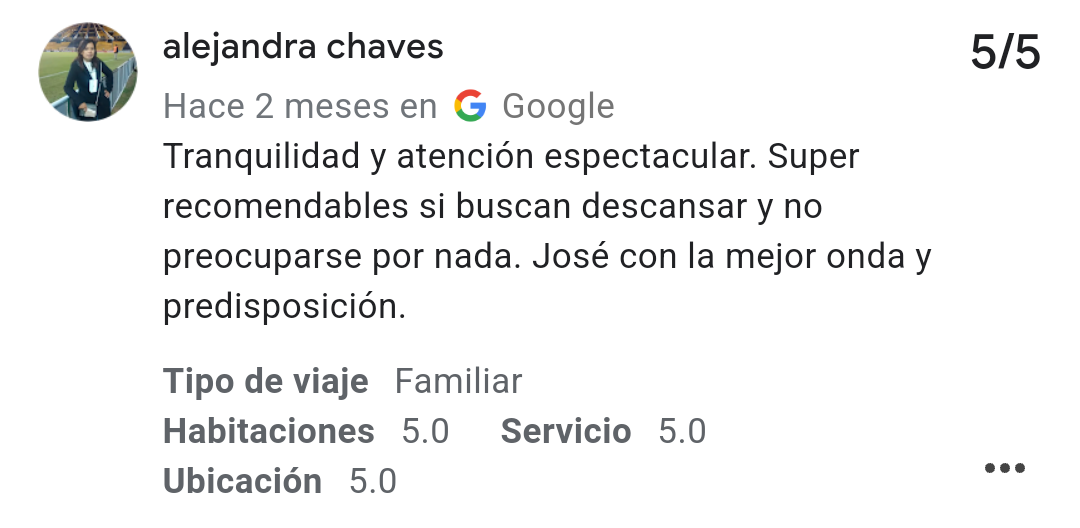 alejandra chaves
5/5
Hace 2 meses en Google
Tranquilidad y atención espectacular. Super
recomendables si buscan descansar y no
preocuparse por nada. José con la mejor onda y
predisposición.
Tipo de viaje Familiar
Habitaciones 5.0 Servicio 5.0
Ubicación 5.0